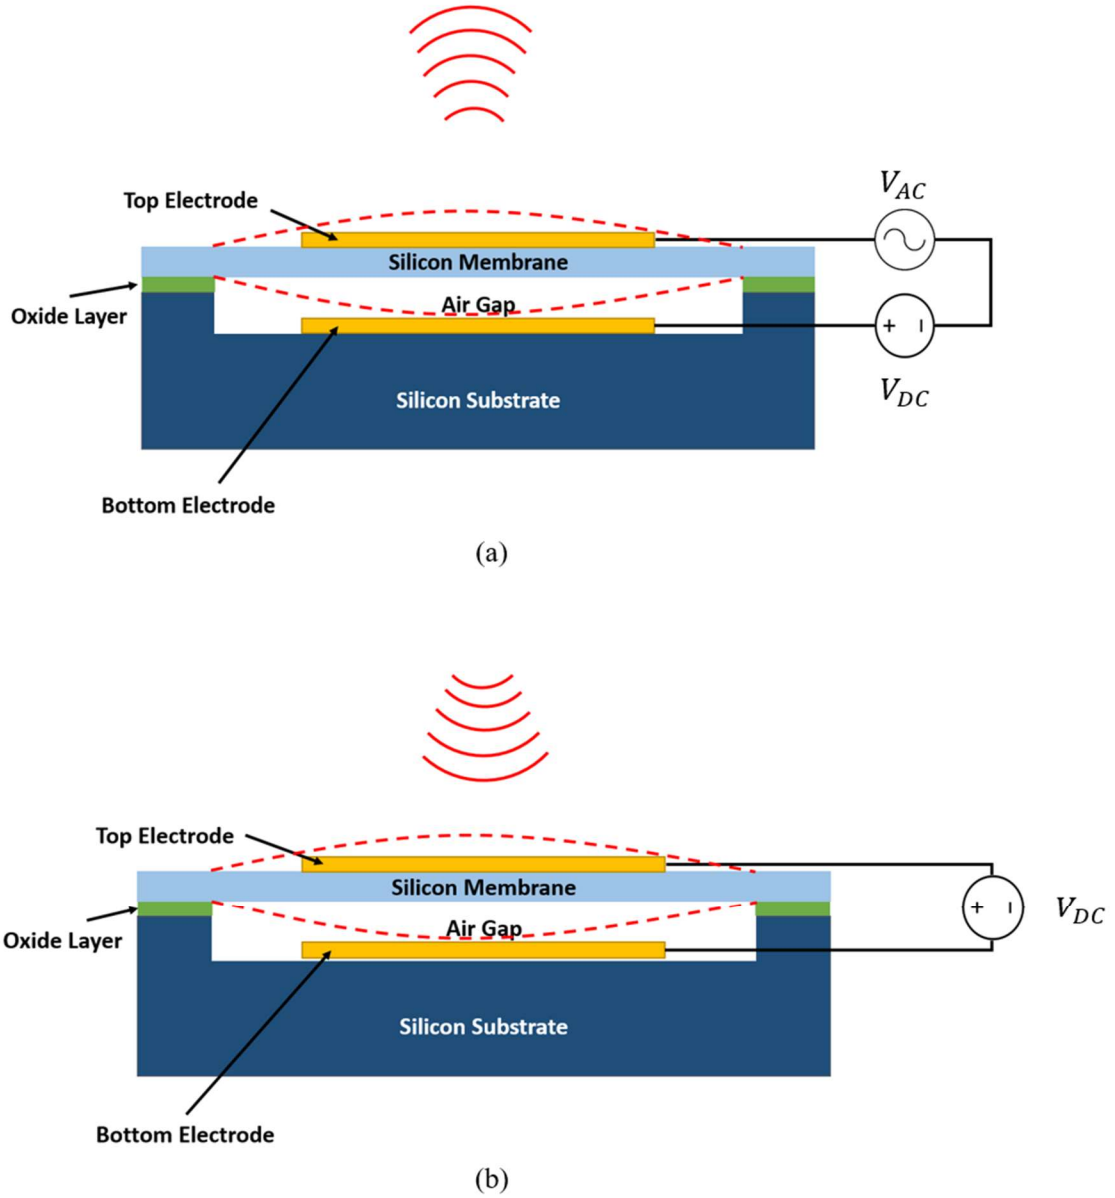 V_AC
Top Electrode
Silicon Membrane
Air Gap
Oxide Layer
+ −
V_DC
Silicon Substrate
Bottom Electrode
(a)
Top Electrode
Silicon Membrane
Air Gap
Oxide Layer
+ −
V_DC
Silicon Substrate
Bottom Electrode
(b)